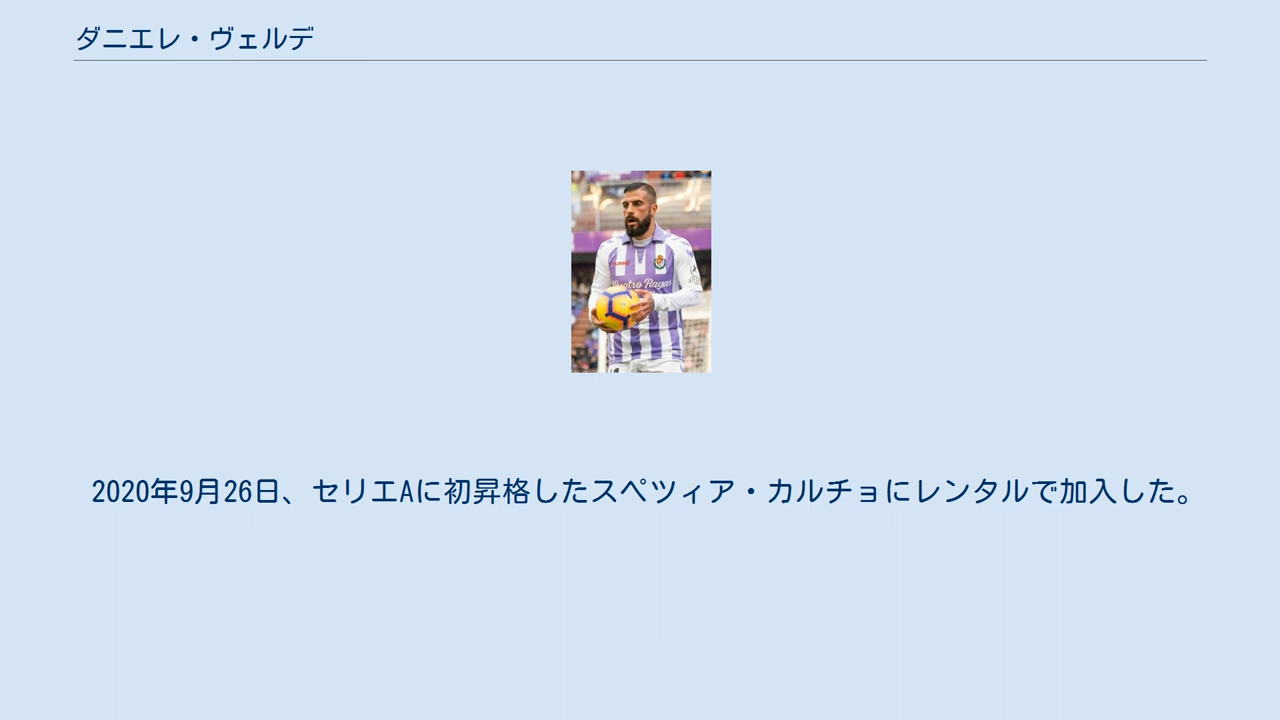 ダニエレ・ヴェルデ
Cuatro Rayas
2020年9月26日、セリエAに初昇格したスペツィア・カルチョにレンタルで加入した。